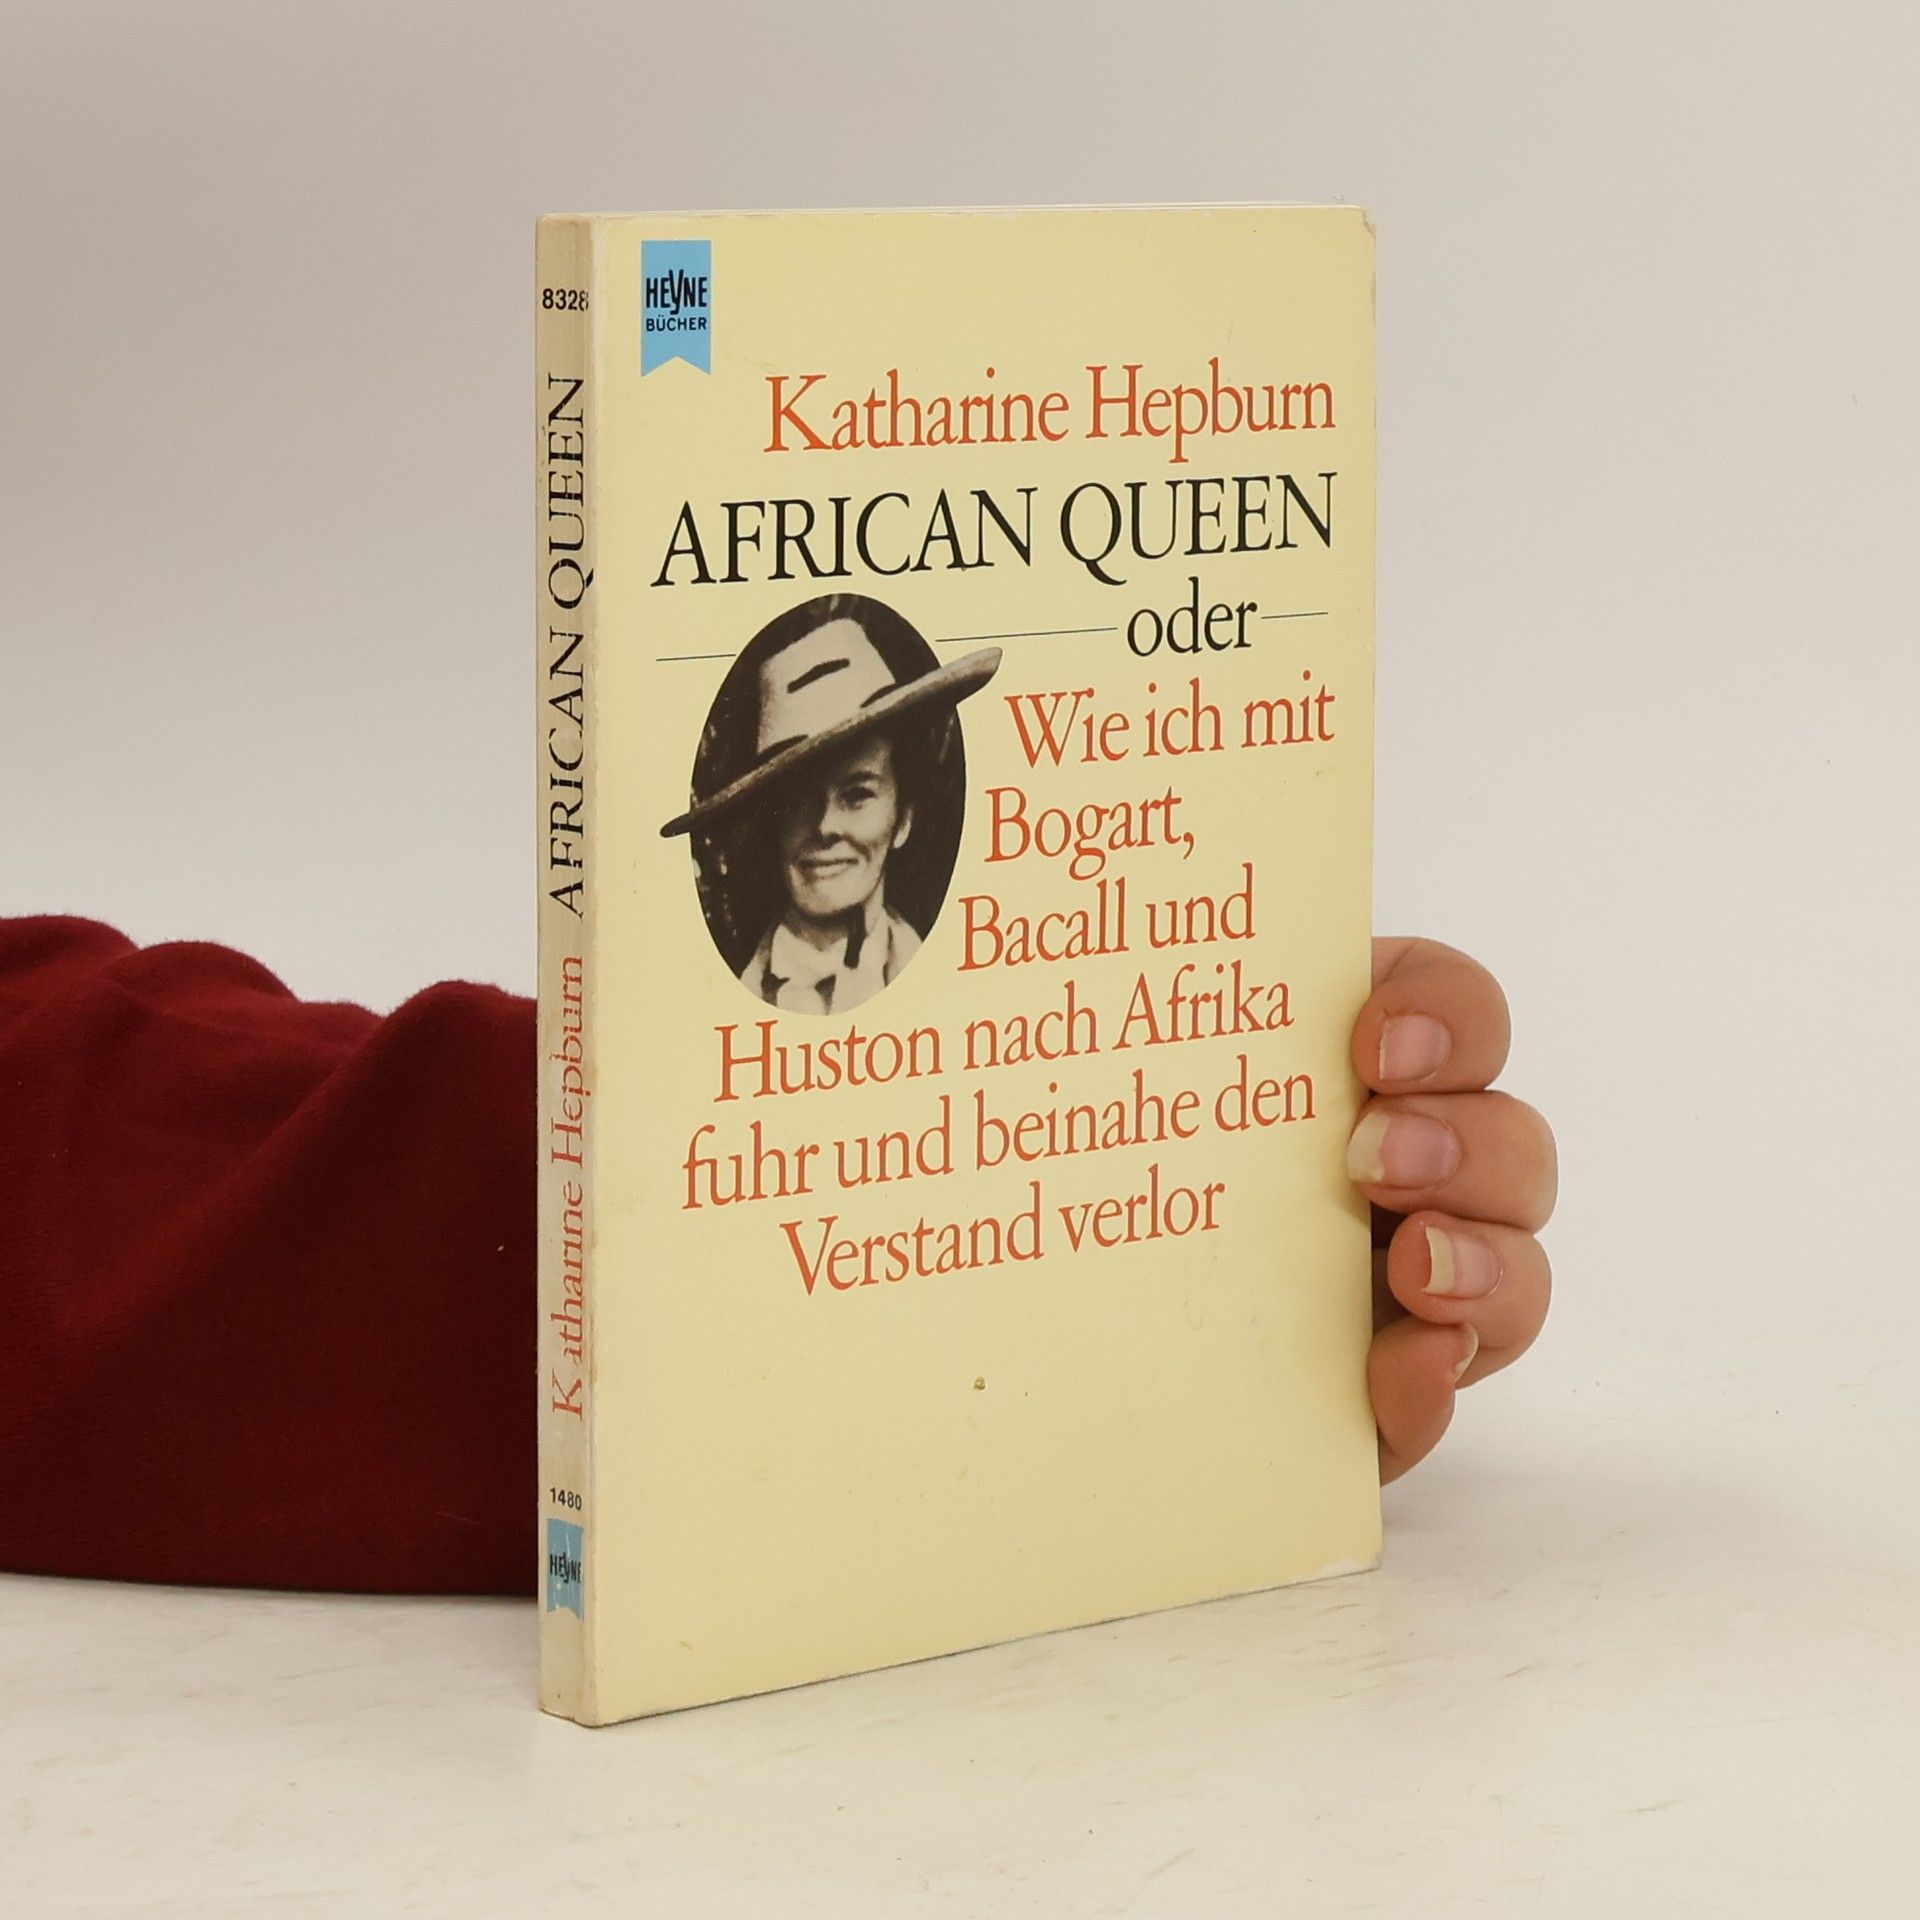 8328
AFRICAN QUEEN
Katharine Hepburn
1480
HEYNE
HEYNE
BÜCHER
Katharine Hepburn
AFRICAN QUEEN
oder
Wie ich mit
Bogart,
Bacall und
Huston nach Afrika
fuhr und beinahe den
Verstand verlor